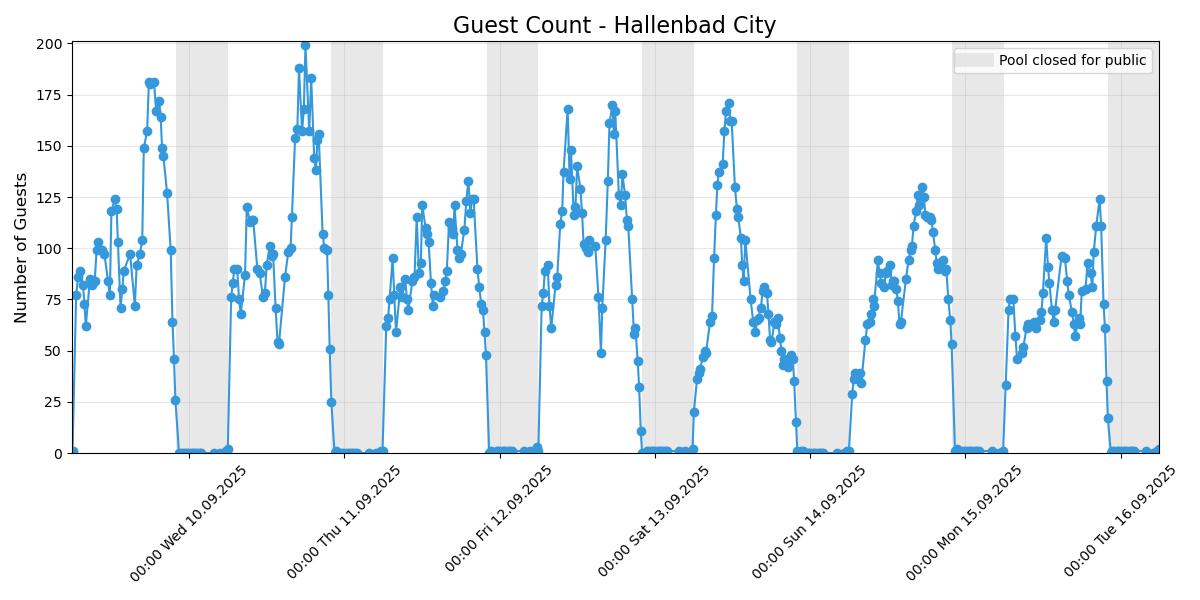 Guest Count - Hallenbad City
Pool closed for public
Number of Guests
200
175
150
125
100
75
50
25
0
00:00 Wed 10.09.2025
00:00 Thu 11.09.2025
00:00 Fri 12.09.2025
00:00 Sat 13.09.2025
00:00 Sun 14.09.2025
00:00 Mon 15.09.2025
00:00 Tue 16.09.2025